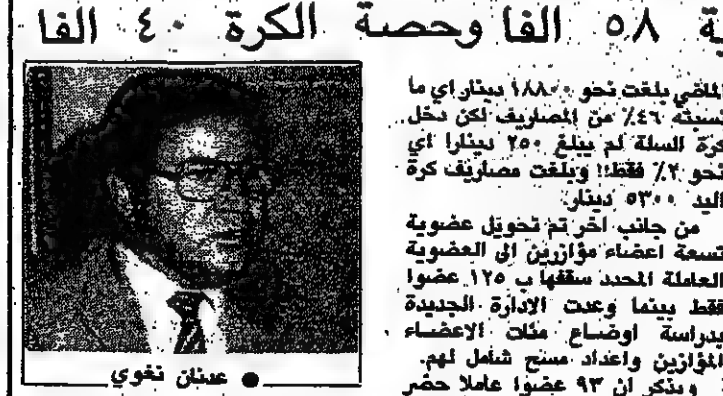 ية ٥٨ الفا وحصة الكرة ٤٠ الفا
الماضي بلغت نحو ١٨٨٠٠ دينار اي ما
نسبته ٤٦٪ من المصاريف لكن دخل
كرة السلة لم يبلغ ٢٥٠ دينارا اي
نحو ٢٪ فقط!! وبلغت مصاريف كرة
اليد ٥٣٠٠ دينار.
من جانب اخر تم تحويل عضوية
تسعة اعضاء مؤازرين الى العضوية
العاملة المحدد سقفها ب ١٢٥ عضوا
فقط بينما وعدت الادارة الجديدة
بدراسة اوضاع مئات الاعضاء
المؤازرين واعداد مسح شامل لهم.
ويذكر ان ٩٣ عضوا عاملا حضر
● عدنان نغوي